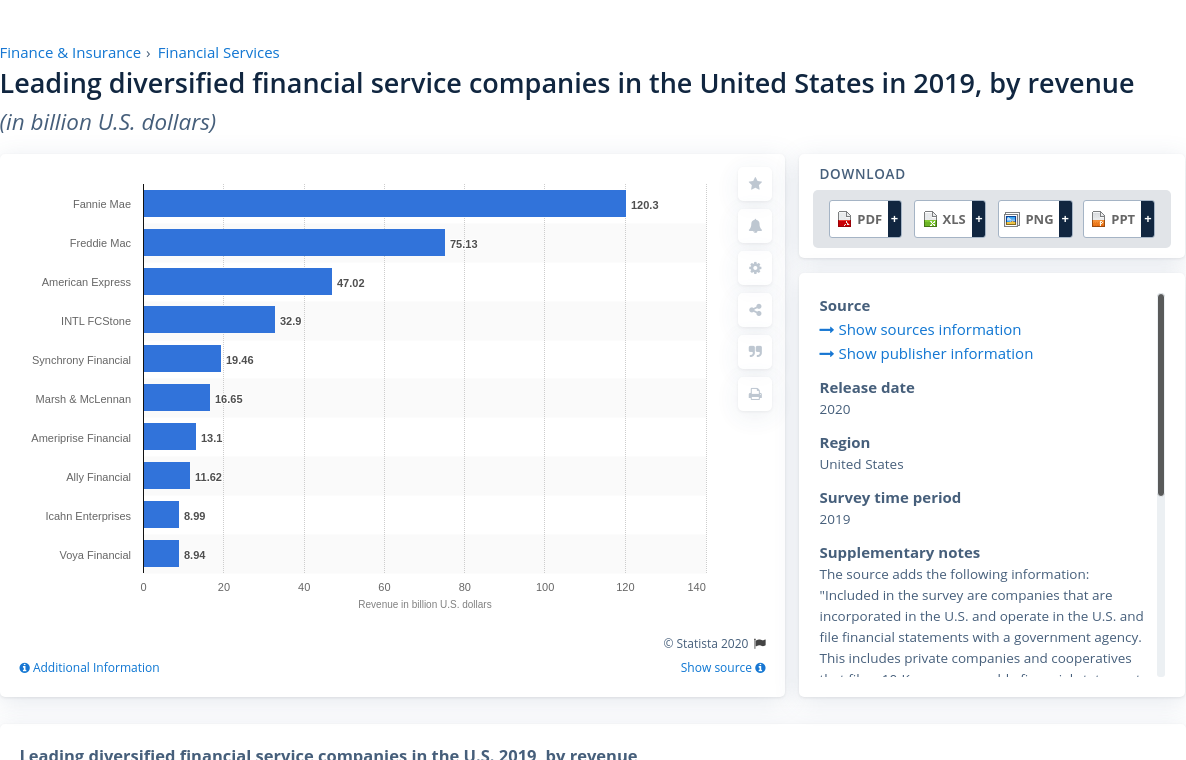 Finance & Insurance › Financial Services
Leading diversified financial service companies in the United States in 2019, by revenue
(in billion U.S. dollars)
Fannie Mae 120.3
Freddie Mac 75.13
American Express 47.02
INTL FCStone 32.9
Synchrony Financial 19.46
Marsh & McLennan 16.65
Ameriprise Financial 13.1
Ally Financial 11.62
Icahn Enterprises 8.99
Voya Financial 8.94
0 20 40 60 80 100 120 140
Revenue in billion U.S. dollars
© Statista 2020
Additional Information
Show source
DOWNLOAD
PDF + XLS + PNG + PPT +
Source
Show sources information
Show publisher information
Release date
2020
Region
United States
Survey time period
2019
Supplementary notes
The source adds the following information:
"Included in the survey are companies that are
incorporated in the U.S. and operate in the U.S. and
file financial statements with a government agency.
This includes private companies and cooperatives
Leading diversified financial service companies in the U.S. 2019, by revenue